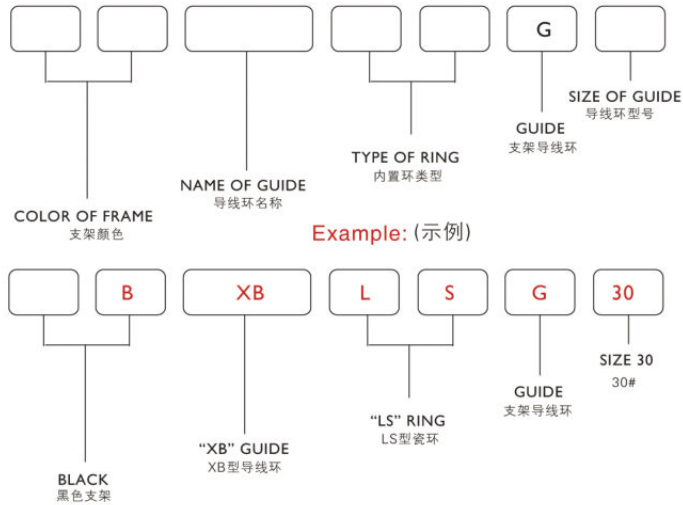 G
SIZE OF GUIDE
导线环型号
GUIDE
支架导线环
TYPE OF RING
内置环类型
NAME OF GUIDE
导线环名称
COLOR OF FRAME
支架颜色
Example: (示例)
B XB L S G 30
SIZE 30
30#
GUIDE
支架导线环
“LS” RING
LS型瓷环
“XB” GUIDE
XB型导线环
BLACK
黑色支架